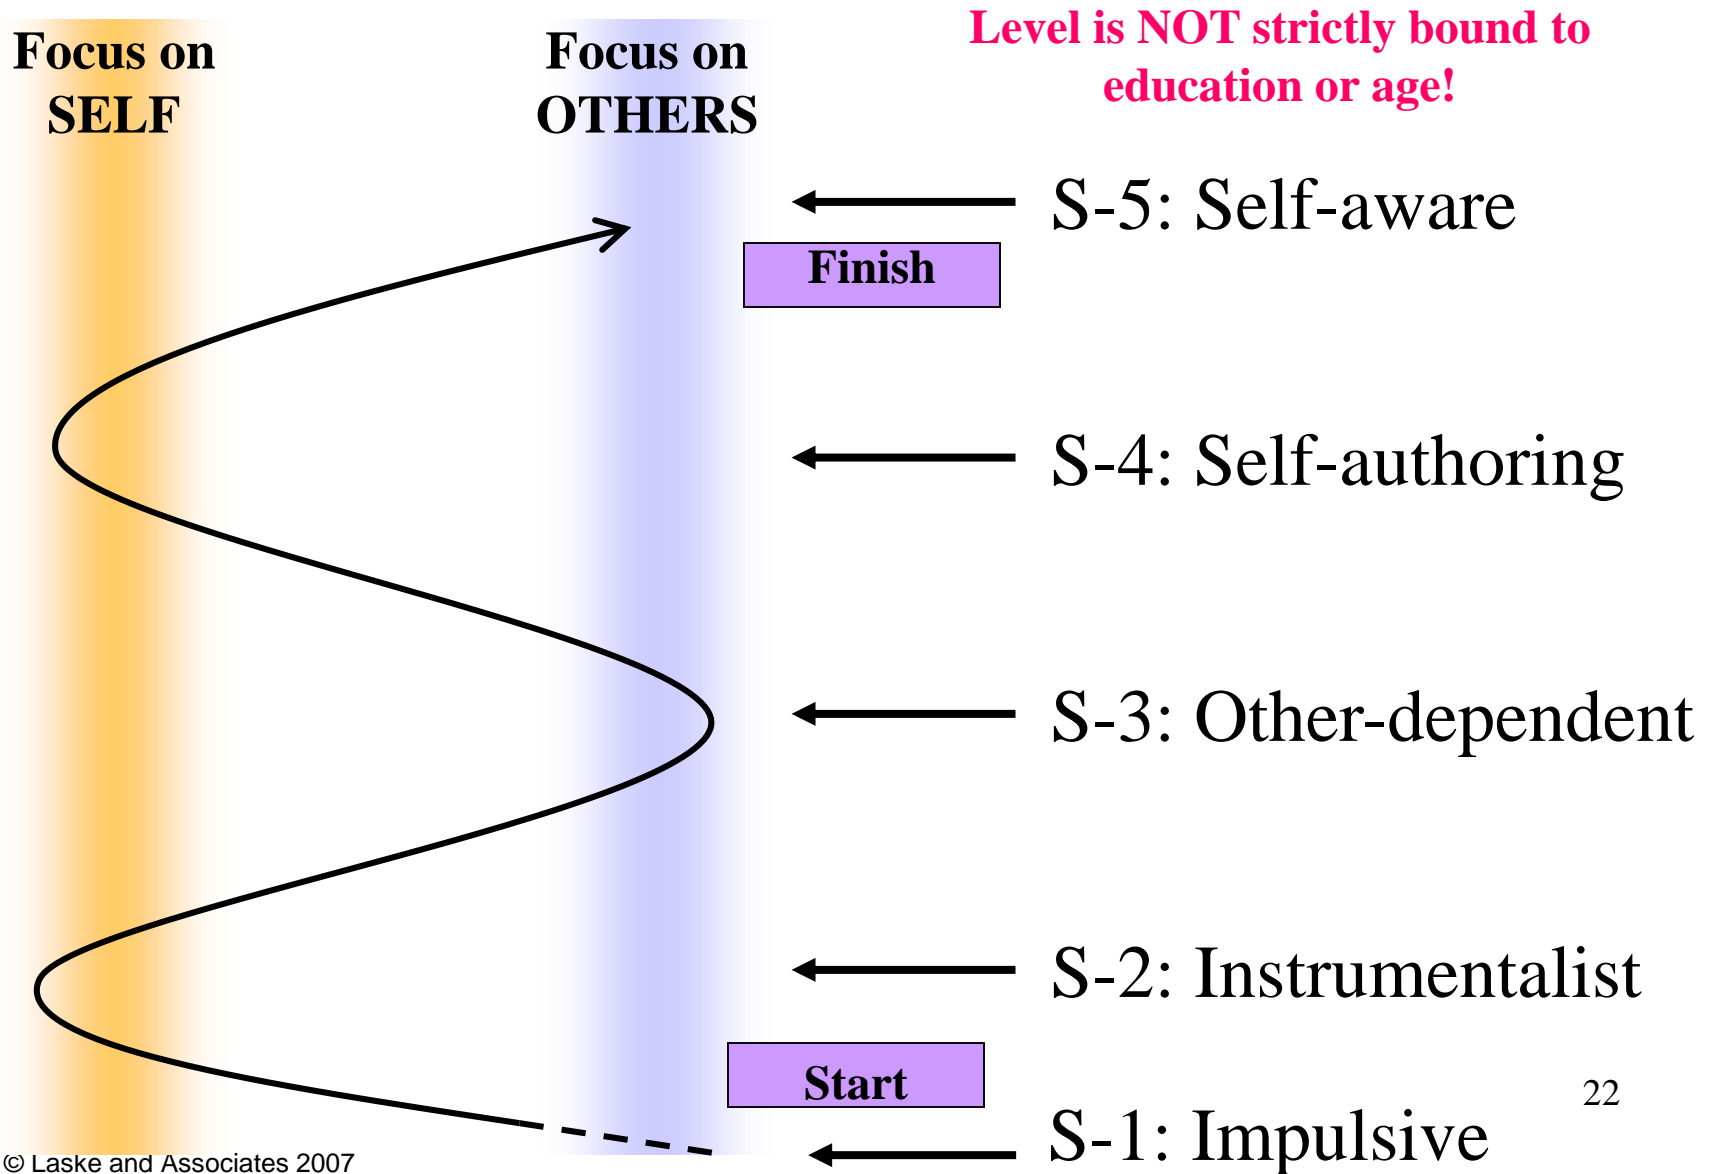 Focus on
SELF
Focus on
OTHERS
Level is NOT strictly bound to
education or age!
S-5: Self-aware
Finish
S-4: Self-authoring
S-3: Other-dependent
S-2: Instrumentalist
Start
22
S-1: Impulsive
© Laske and Associates 2007